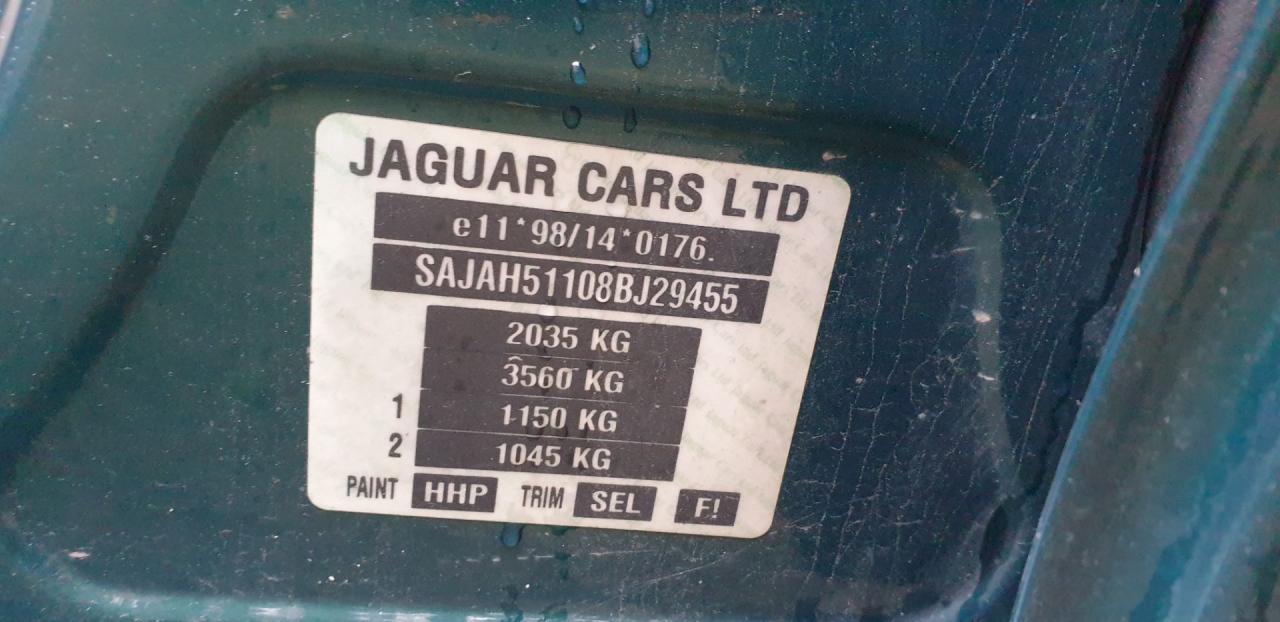 JAGUAR CARS LTD
e11*98/14*0176.
SAJAH51108BJ29455
2035 KG
3560 KG
1 1150 KG
2 1045 KG
PAINT HHP TRIM SEL F!